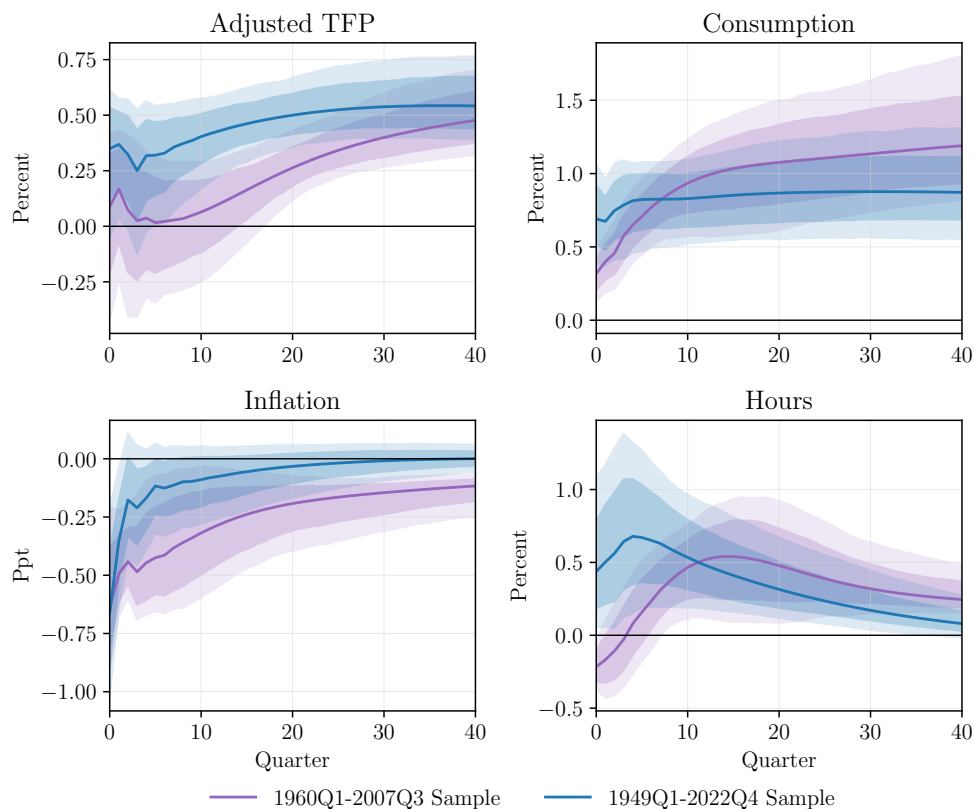 Adjusted TFP
Consumption
Percent
0.75
0.50
0.25
0.00
−0.25
0 10 20 30 40
Percent
1.5
1.0
0.5
0.0
0 10 20 30 40
Inflation
Hours
Ppt
0.00
−0.25
−0.50
−0.75
−1.00
0 10 20 30 40
Quarter
Percent
1.0
0.5
0.0
−0.5
0 10 20 30 40
Quarter
1960Q1-2007Q3 Sample
1949Q1-2022Q4 Sample